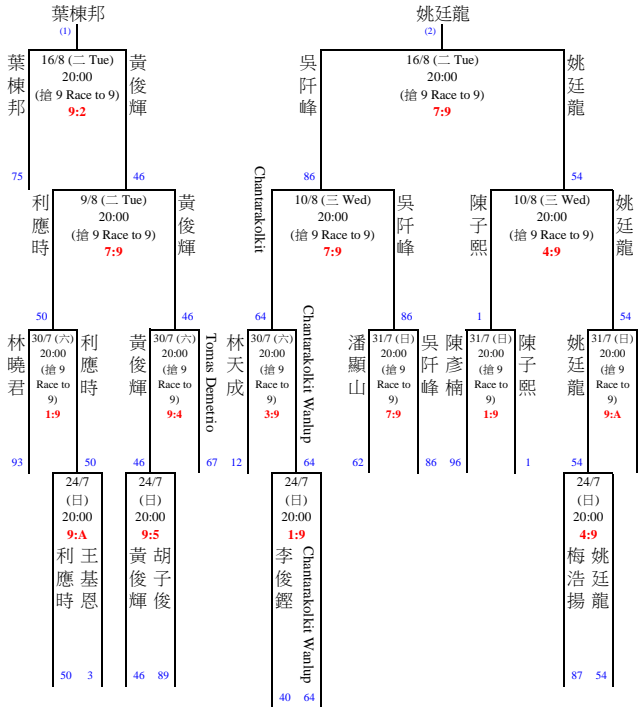 葉棟邦
姚廷龍
(1)
(2)
葉棟邦
16/8 (二 Tue)
20:00
(搶 9 Race to 9)
9:2
黃俊輝
吳阡峰
16/8 (二 Tue)
20:00
(搶 9 Race to 9)
7:9
姚廷龍
75
46
86
54
利應時
9/8 (二 Tue)
20:00
(搶 9 Race to 9)
7:9
黃俊輝
Chantarakolkit
10/8 (三 Wed)
20:00
(搶 9 Race to 9)
7:9
吳阡峰
陳子熙
10/8 (三 Wed)
20:00
(搶 9 Race to 9)
4:9
姚廷龍
50
46
64
86
1
54
林曉君
30/7 (六)
20:00
(搶 9
Race to
9)
1:9
利應時
黃俊輝
30/7 (六)
20:00
(搶 9
Race to
9)
9:4
Tomas Demetrio
林天成
30/7 (六)
20:00
(搶 9
Race to
9)
3:9
Chantarakolkit Wanlup
潘顯山
31/7 (日)
20:00
(搶 9
Race to
9)
7:9
吳阡峰
陳彥楠
31/7 (日)
20:00
(搶 9
Race to
9)
1:9
陳子熙
姚廷龍
31/7 (日)
20:00
(搶 9
Race to
9)
9:A
93
50
46
67
12
64
62
86
96
1
54
24/7
(日)
20:00
9:A
利應時
王基恩
24/7
(日)
20:00
9:5
黃俊輝
胡子俊
24/7
(日)
20:00
1:9
李俊鏗
Chantarakolkit Wanlup
24/7
(日)
20:00
4:9
梅浩揚
姚廷龍
50
3
46
89
40
64
87
54